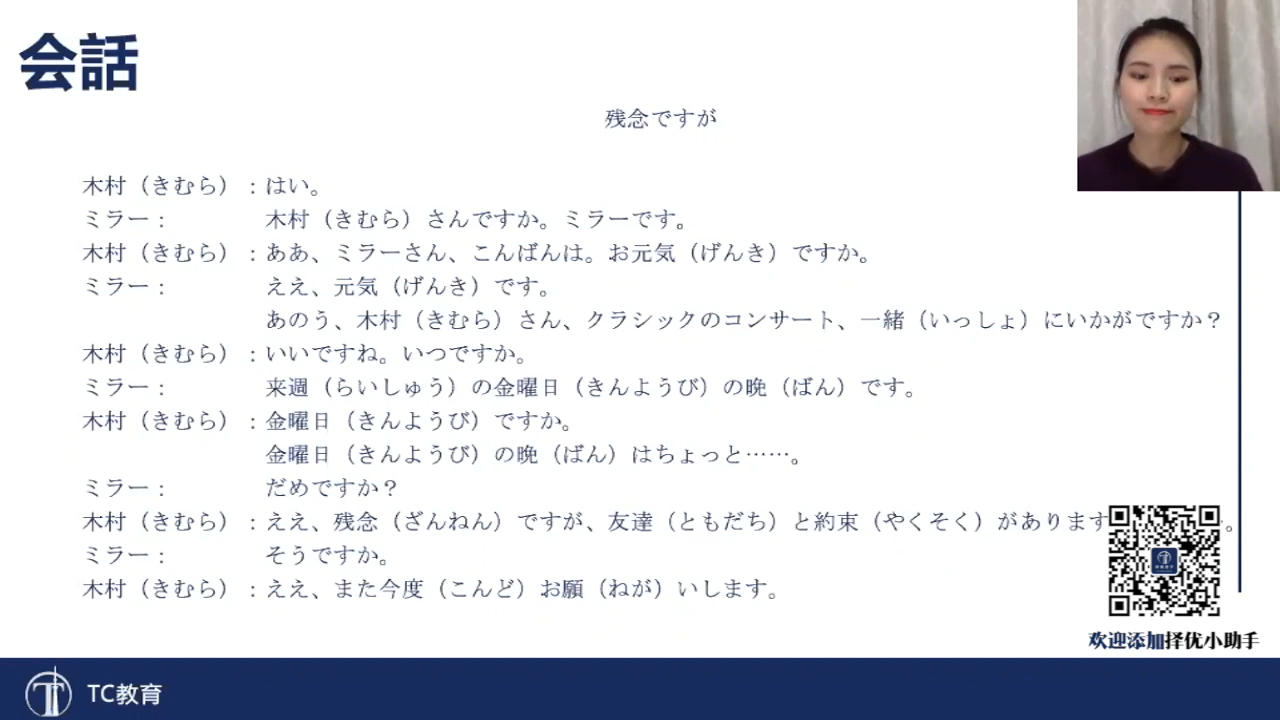 会話
残念ですが
木村（きむら）：はい。
ミラー： 木村（きむら）さんですか。ミラーです。
木村（きむら）：ああ、ミラーさん、こんばんは。お元気（げんき）ですか。
ミラー： ええ、元気（げんき）です。
あのう、木村（きむら）さん、クラシックのコンサート、一緒（いっしょ）にいかがですか？
木村（きむら）：いいですね。いつですか。
ミラー： 来週（らいしゅう）の金曜日（きんようび）の晩（ばん）です。
木村（きむら）：金曜日（きんようび）ですか。
金曜日（きんようび）の晩（ばん）はちょっと……。
ミラー： だめですか？
木村（きむら）：ええ、残念（ざんねん）ですが、友達（ともだち）と約束（やくそく）があります
ミラー： そうですか。
木村（きむら）：ええ、また今度（こんど）お願（ねが）いします。
欢迎添加择优小助手
TC教育